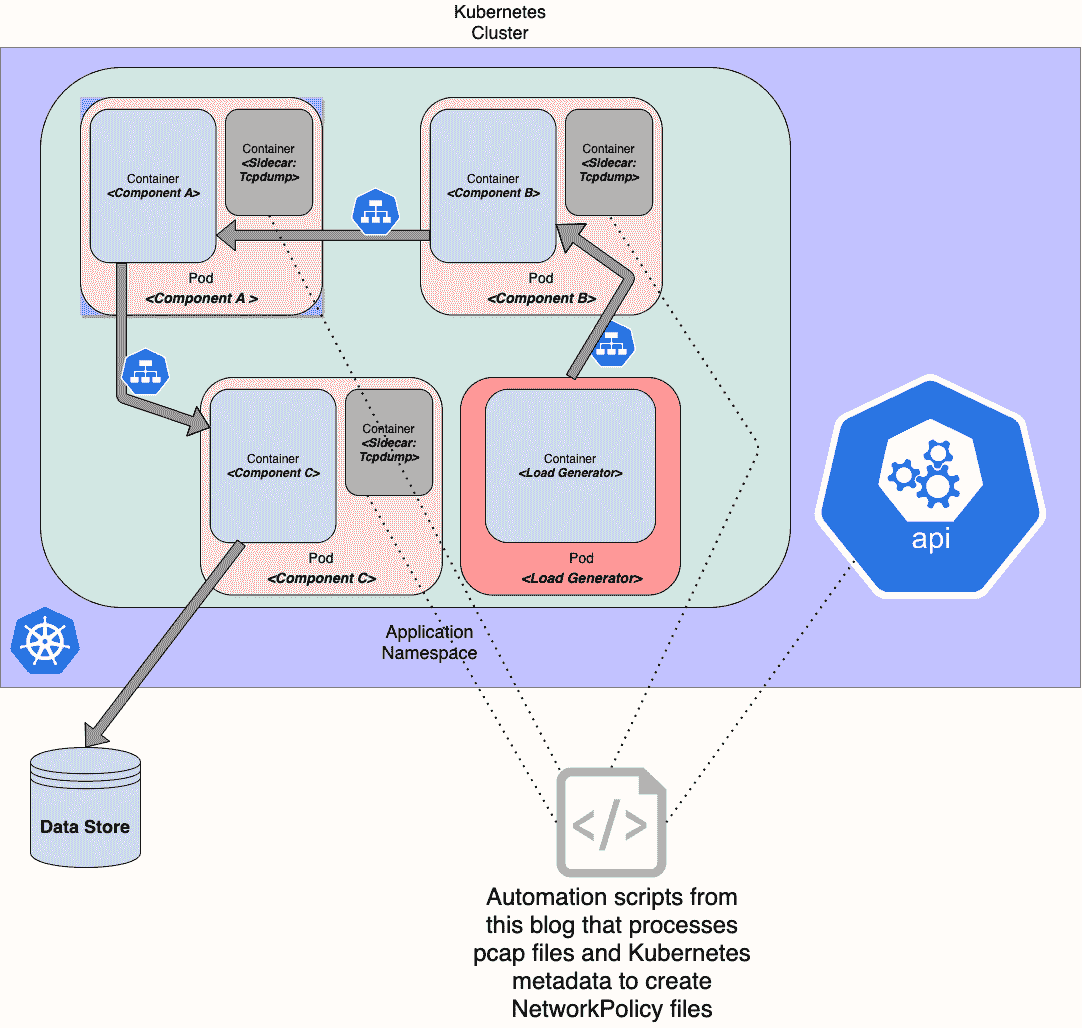 Kubernetes
Cluster
Container
<Component A>
Container
<Sidecar:
Tcpdump>
Pod
<Component A >
Container
<Component B>
Container
<Sidecar:
Tcpdump>
Pod
<Component B>
Container
<Component C>
Container
<Sidecar:
Tcpdump>
Pod
<Component C>
Container
<Load Generator>
Pod
<Load Generator>
api
Application
Namespace
Data Store
</>
Automation scripts from
this blog that processes
pcap files and Kubernetes
metadata to create
NetworkPolicy files